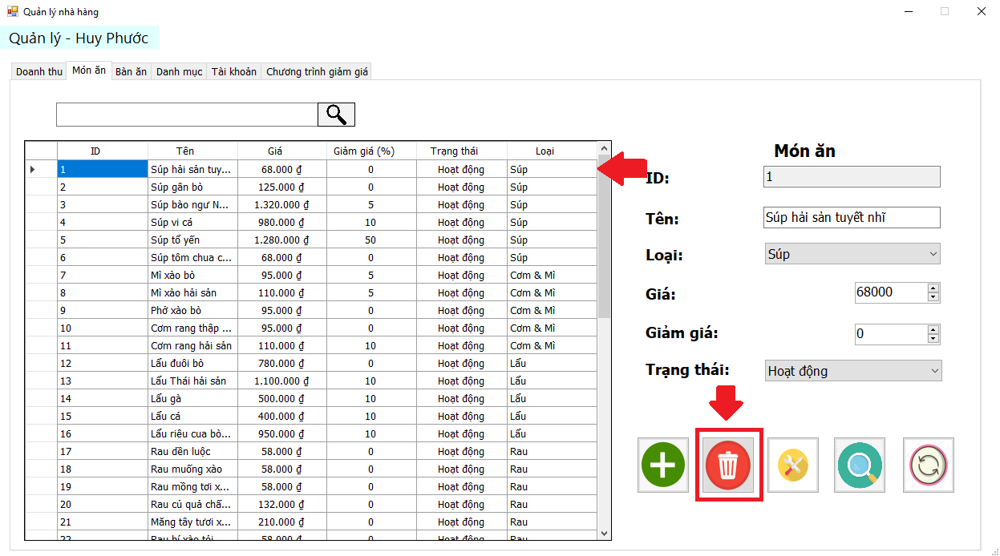 Quản lý nhà hàng
Quản lý - Huy Phước
Doanh thu Món ăn Bàn ăn Danh mục Tài khoản Chương trình giảm giá
ID Tên Giá Giảm giá (%) Trạng thái Loại
1 Súp hải sản tuy... 68.000 ₫ 0 Hoạt động Súp
2 Súp gân bò 125.000 ₫ 0 Hoạt động Súp
3 Súp bào ngư N... 1.320.000 ₫ 5 Hoạt động Súp
4 Súp vi cá 980.000 ₫ 10 Hoạt động Súp
5 Súp tổ yến 1.280.000 ₫ 50 Hoạt động Súp
6 Súp tôm chua c... 68.000 ₫ 0 Hoạt động Súp
7 Mì xào bò 95.000 ₫ 5 Hoạt động Cơm & Mì
8 Mì xào hải sản 110.000 ₫ 5 Hoạt động Cơm & Mì
9 Phở xào bò 95.000 ₫ 0 Hoạt động Cơm & Mì
10 Cơm rang thập ... 95.000 ₫ 0 Hoạt động Cơm & Mì
11 Cơm rang hải sản 110.000 ₫ 10 Hoạt động Cơm & Mì
12 Lẩu đuôi bò 780.000 ₫ 0 Hoạt động Lẩu
13 Lẩu Thái hải sản 1.100.000 ₫ 10 Hoạt động Lẩu
14 Lẩu gà 500.000 ₫ 10 Hoạt động Lẩu
15 Lẩu cá 400.000 ₫ 10 Hoạt động Lẩu
16 Lẩu riêu cua bò... 950.000 ₫ 10 Hoạt động Lẩu
17 Rau dền luộc 58.000 ₫ 0 Hoạt động Rau
18 Rau muống xào 58.000 ₫ 0 Hoạt động Rau
19 Rau mồng tơi x... 58.000 ₫ 0 Hoạt động Rau
20 Rau củ quả chấ... 132.000 ₫ 0 Hoạt động Rau
21 Măng tây tươi x... 210.000 ₫ 0 Hoạt động Rau
22 Rau bí xào tỏi 58.000 ₫ 0 Hoạt động Rau
Món ăn
ID: 1
Tên: Súp hải sản tuyết nhĩ
Loại: Súp
Giá: 68000
Giảm giá: 0
Trạng thái: Hoạt động